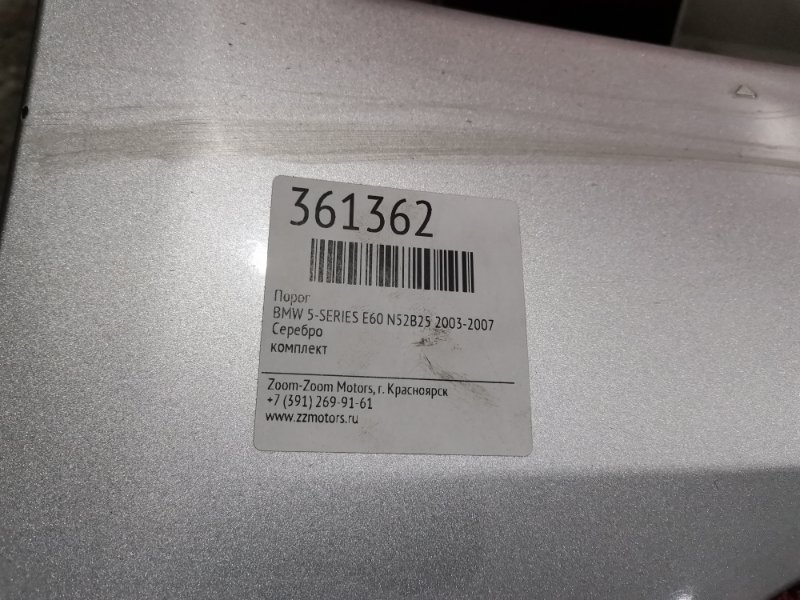 361362
Порог
BMW 5-SERIES E60 N52B25 2003-2007
Серебро
комплект
Zoom-Zoom Motors, г. Красноярск
+7 (391) 269-91-61
www.zzmotors.ru